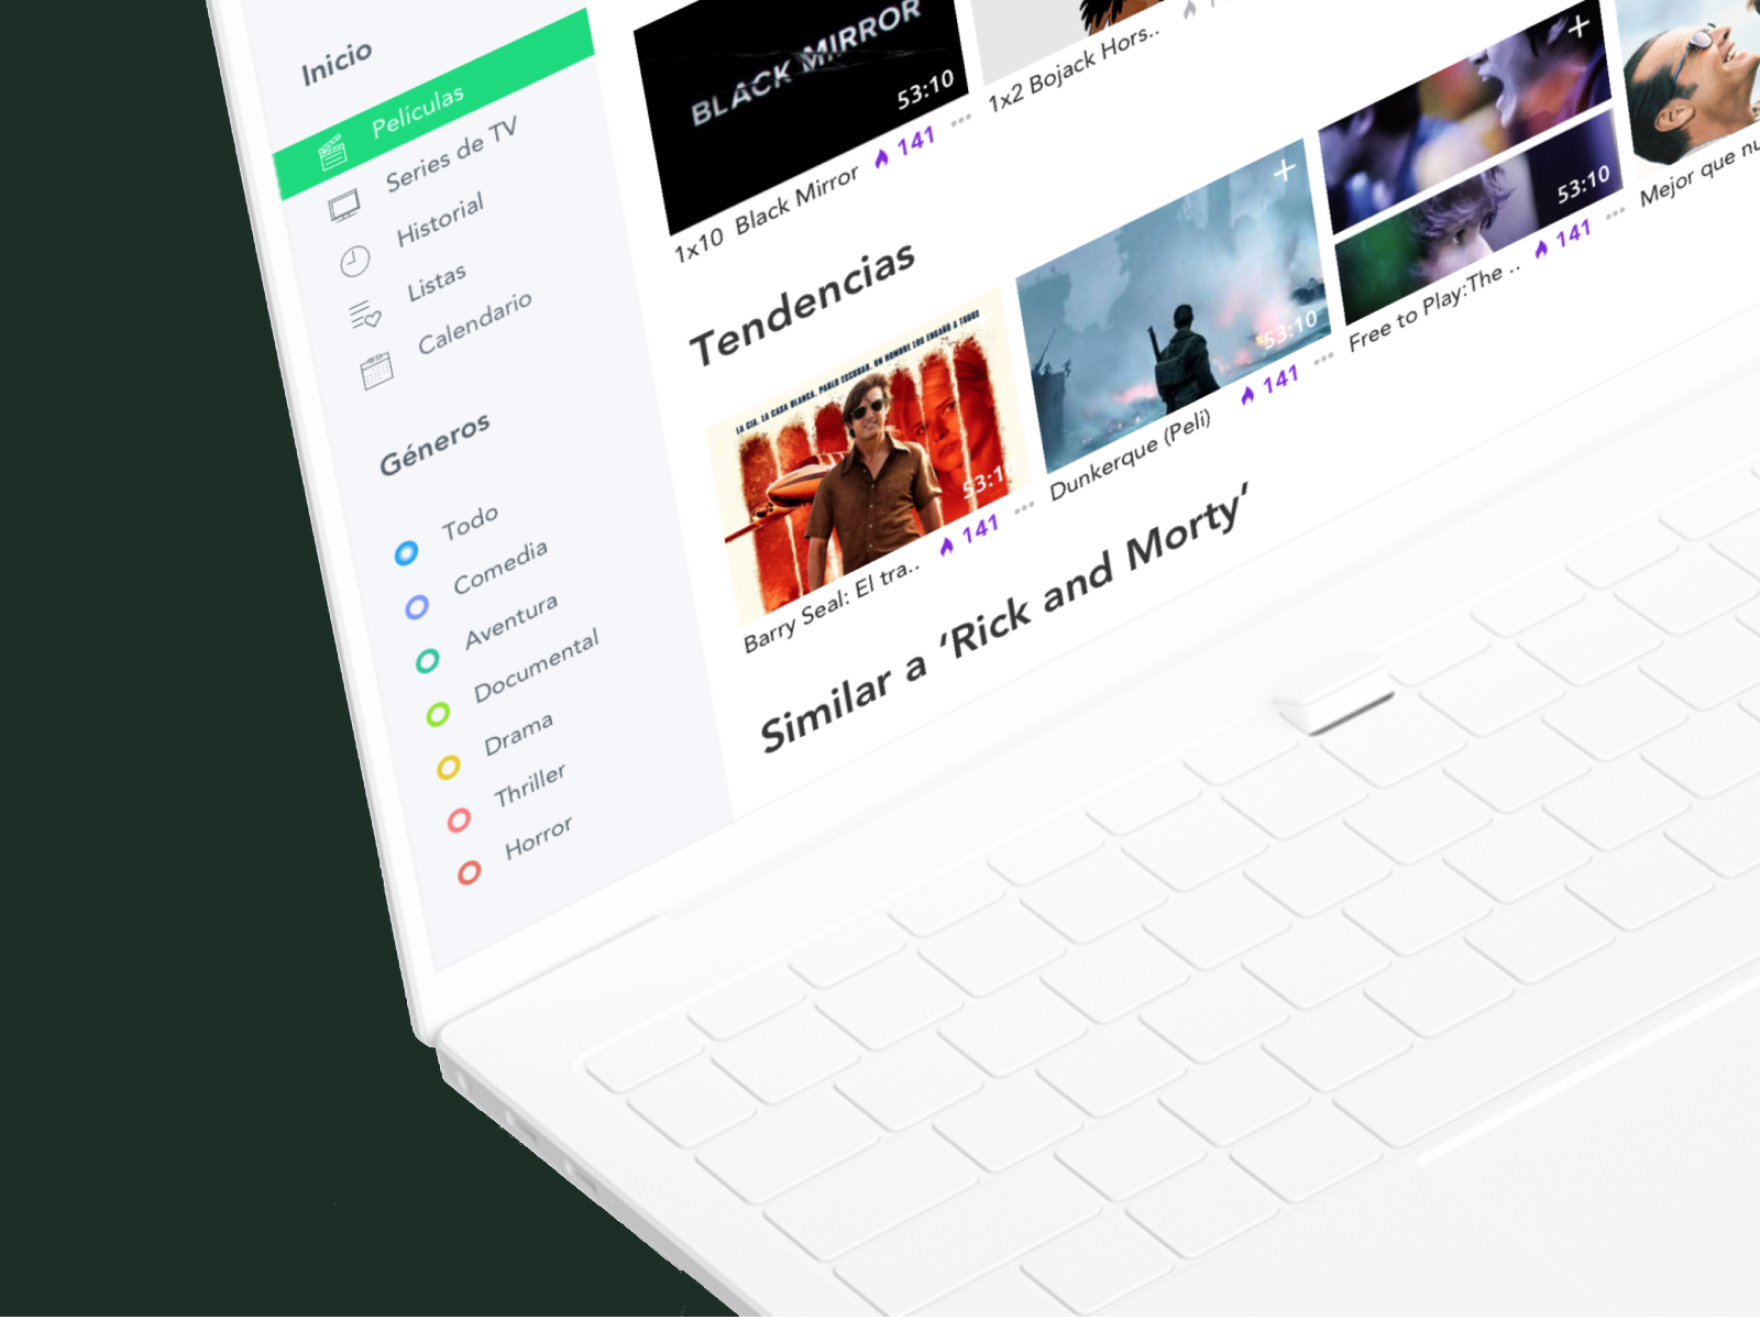 Inicio
Películas
Series de TV
Historial
Listas
Calendario
Géneros
Todo
Comedia
Aventura
Documental
Drama
Thriller
Horror
BLACK MIRROR
53:10
1x10 Black Mirror 141
1x2 Bojack Hors..
Tendencias
LA CIA. LA CASA BLANCA. PABLO ESCOBAR. UN HOMBRE LOS ENGAÑÓ A TODOS
53:10
Barry Seal: El tra.. 141
53:10
Dunkerque (Peli) 141
53:10
Free to Play:The .. 141
Mejor que nu
Similar a ‘Rick and Morty’